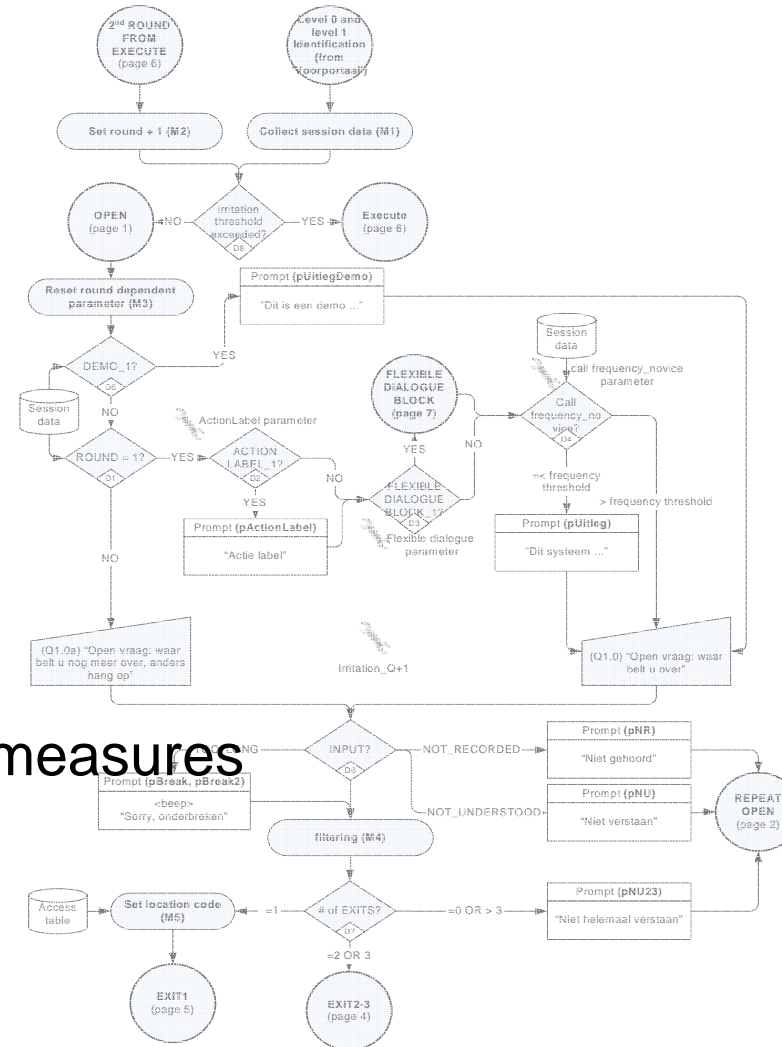 2nd ROUND
FROM
EXECUTE
(page 6)
Level 0 and
level 1
Identification
(from
"Voorportaal")
Set round + 1 (M2)
Collect session data (M1)
OPEN
(page 1)
NO
irritation
threshold
exceeded?
D8
YES
Execute
(page 6)
Reset round dependent
parameter (M3)
Prompt (pUitlegDemo)
"Dit is een demo ..."
DEMO_1?
D5
YES
NO
Session
data
Session
data
call frequency_novice
parameter
FLEXIBLE
DIALOGUE
BLOCK
(page 7)
Call
frequency_no
vice?
D4
ActionLabel parameter
ROUND = 1?
D1
YES
ACTION
LABEL_1?
D2
NO
YES
YES
NO
FLEXIBLE
DIALOGUE
BLOCK_1?
D3
Flexible dialogue
parameter
=< frequency
threshold
> frequency threshold
Prompt (pActionLabel)
"Actie label"
Prompt (pUitleg)
"Dit systeem ..."
NO
(Q1.0a) "Open vraag: waar
belt u nog meer over, anders
hang op"
Irritation_Q+1
(Q1.0) "Open vraag: waar
belt u over"
measures
INPUT?
D6
NOT_RECORDED
Prompt (pNR)
"Niet gehoord"
Prompt (pBreak, pBreak2)
<beep>
"Sorry, onderbreken"
NOT_UNDERSTOOD
Prompt (pNU)
"Niet verstaan"
REPEAT
OPEN
(page 2)
filtering (M4)
Access
table
Set location code
(M5)
=1
# of EXITS?
D7
=0 OR > 3
Prompt (pNU23)
"Niet helemaal verstaan"
=2 OR 3
EXIT1
(page 5)
EXIT2-3
(page 4)